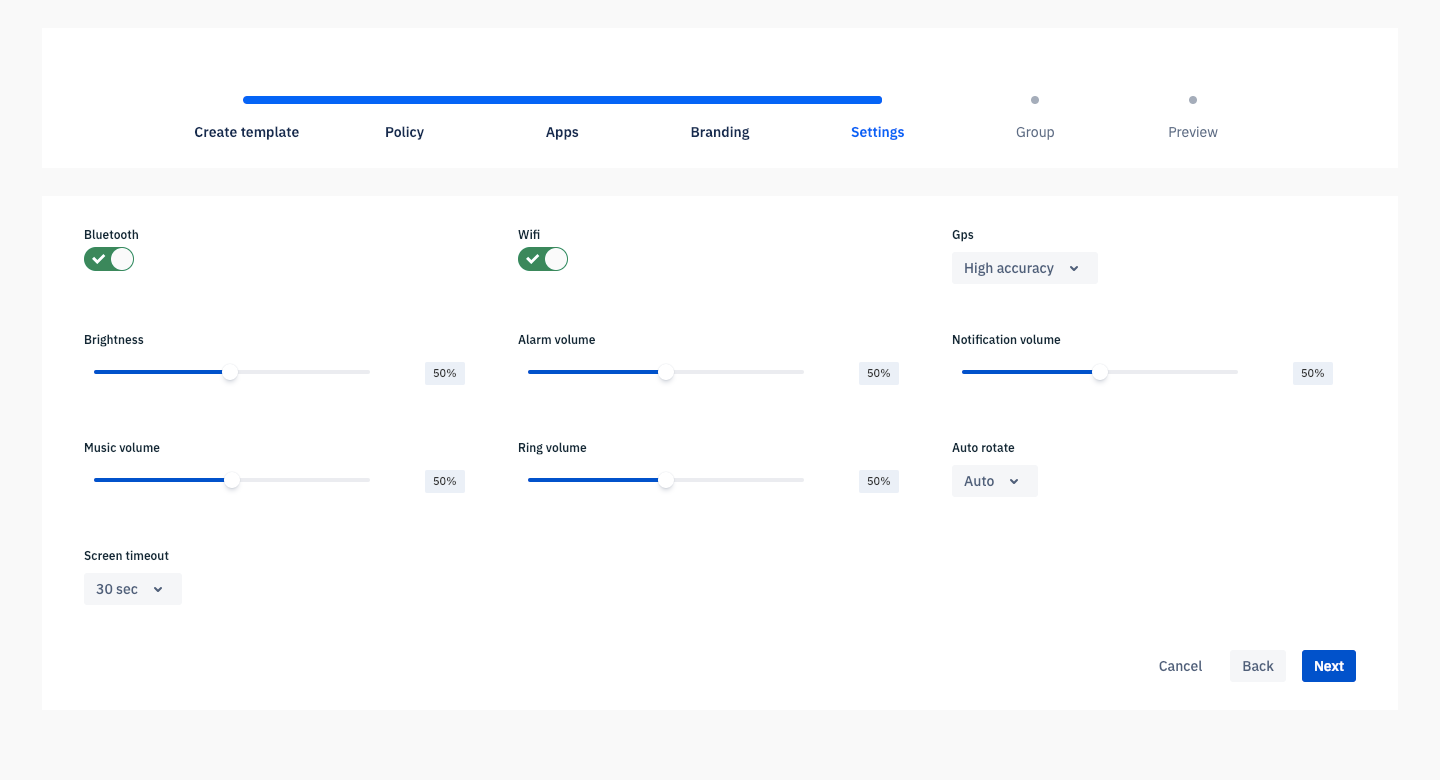 Create template
Policy
Apps
Branding
Settings
Group
Preview
Bluetooth
Wifi
Gps
High accuracy
Brightness
50%
Alarm volume
50%
Notification volume
50%
Music volume
50%
Ring volume
50%
Auto rotate
Auto
Screen timeout
30 sec
Cancel
Back
Next